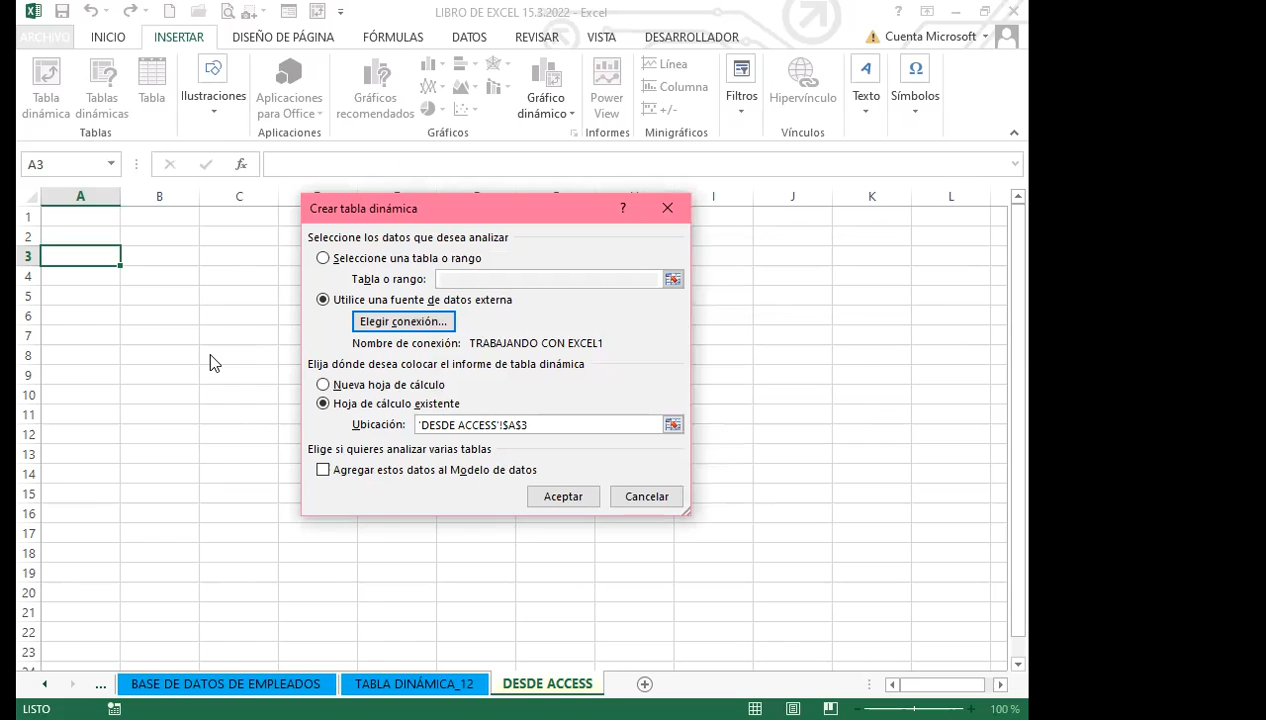 LIBRO DE EXCEL 15.3.2022 - Excel
?
ARCHIVO INICIO INSERTAR DISEÑO DE PÁGINA FÓRMULAS DATOS REVISAR VISTA DESARROLLADOR Cuenta Microsoft
Tabla dinámica
Tablas dinámicas
Tabla
Tablas
Ilustraciones
Aplicaciones para Office
Aplicaciones
Gráficos recomendados
Gráfico dinámico
Gráficos
Power View
Informes
Línea
Columna
+/-
Minigráficos
Filtros
Hipervínculo
Vínculos
Texto
Símbolos
A3
fx
A B C I J K L
1
2
3
4
5
6
7
8
9
10
11
12
13
14
15
16
17
18
19
20
21
22
23
Crear tabla dinámica ?
Seleccione los datos que desea analizar
Seleccione una tabla o rango
Tabla o rango:
Utilice una fuente de datos externa
Elegir conexión...
Nombre de conexión: TRABAJANDO CON EXCEL1
Elija dónde desea colocar el informe de tabla dinámica
Nueva hoja de cálculo
Hoja de cálculo existente
Ubicación: 'DESDE ACCESS'!$A$3
Elige si quieres analizar varias tablas
Agregar estos datos al Modelo de datos
Aceptar Cancelar
... BASE DE DATOS DE EMPLEADOS TABLA DINÁMICA_12 DESDE ACCESS
LISTO 100 %